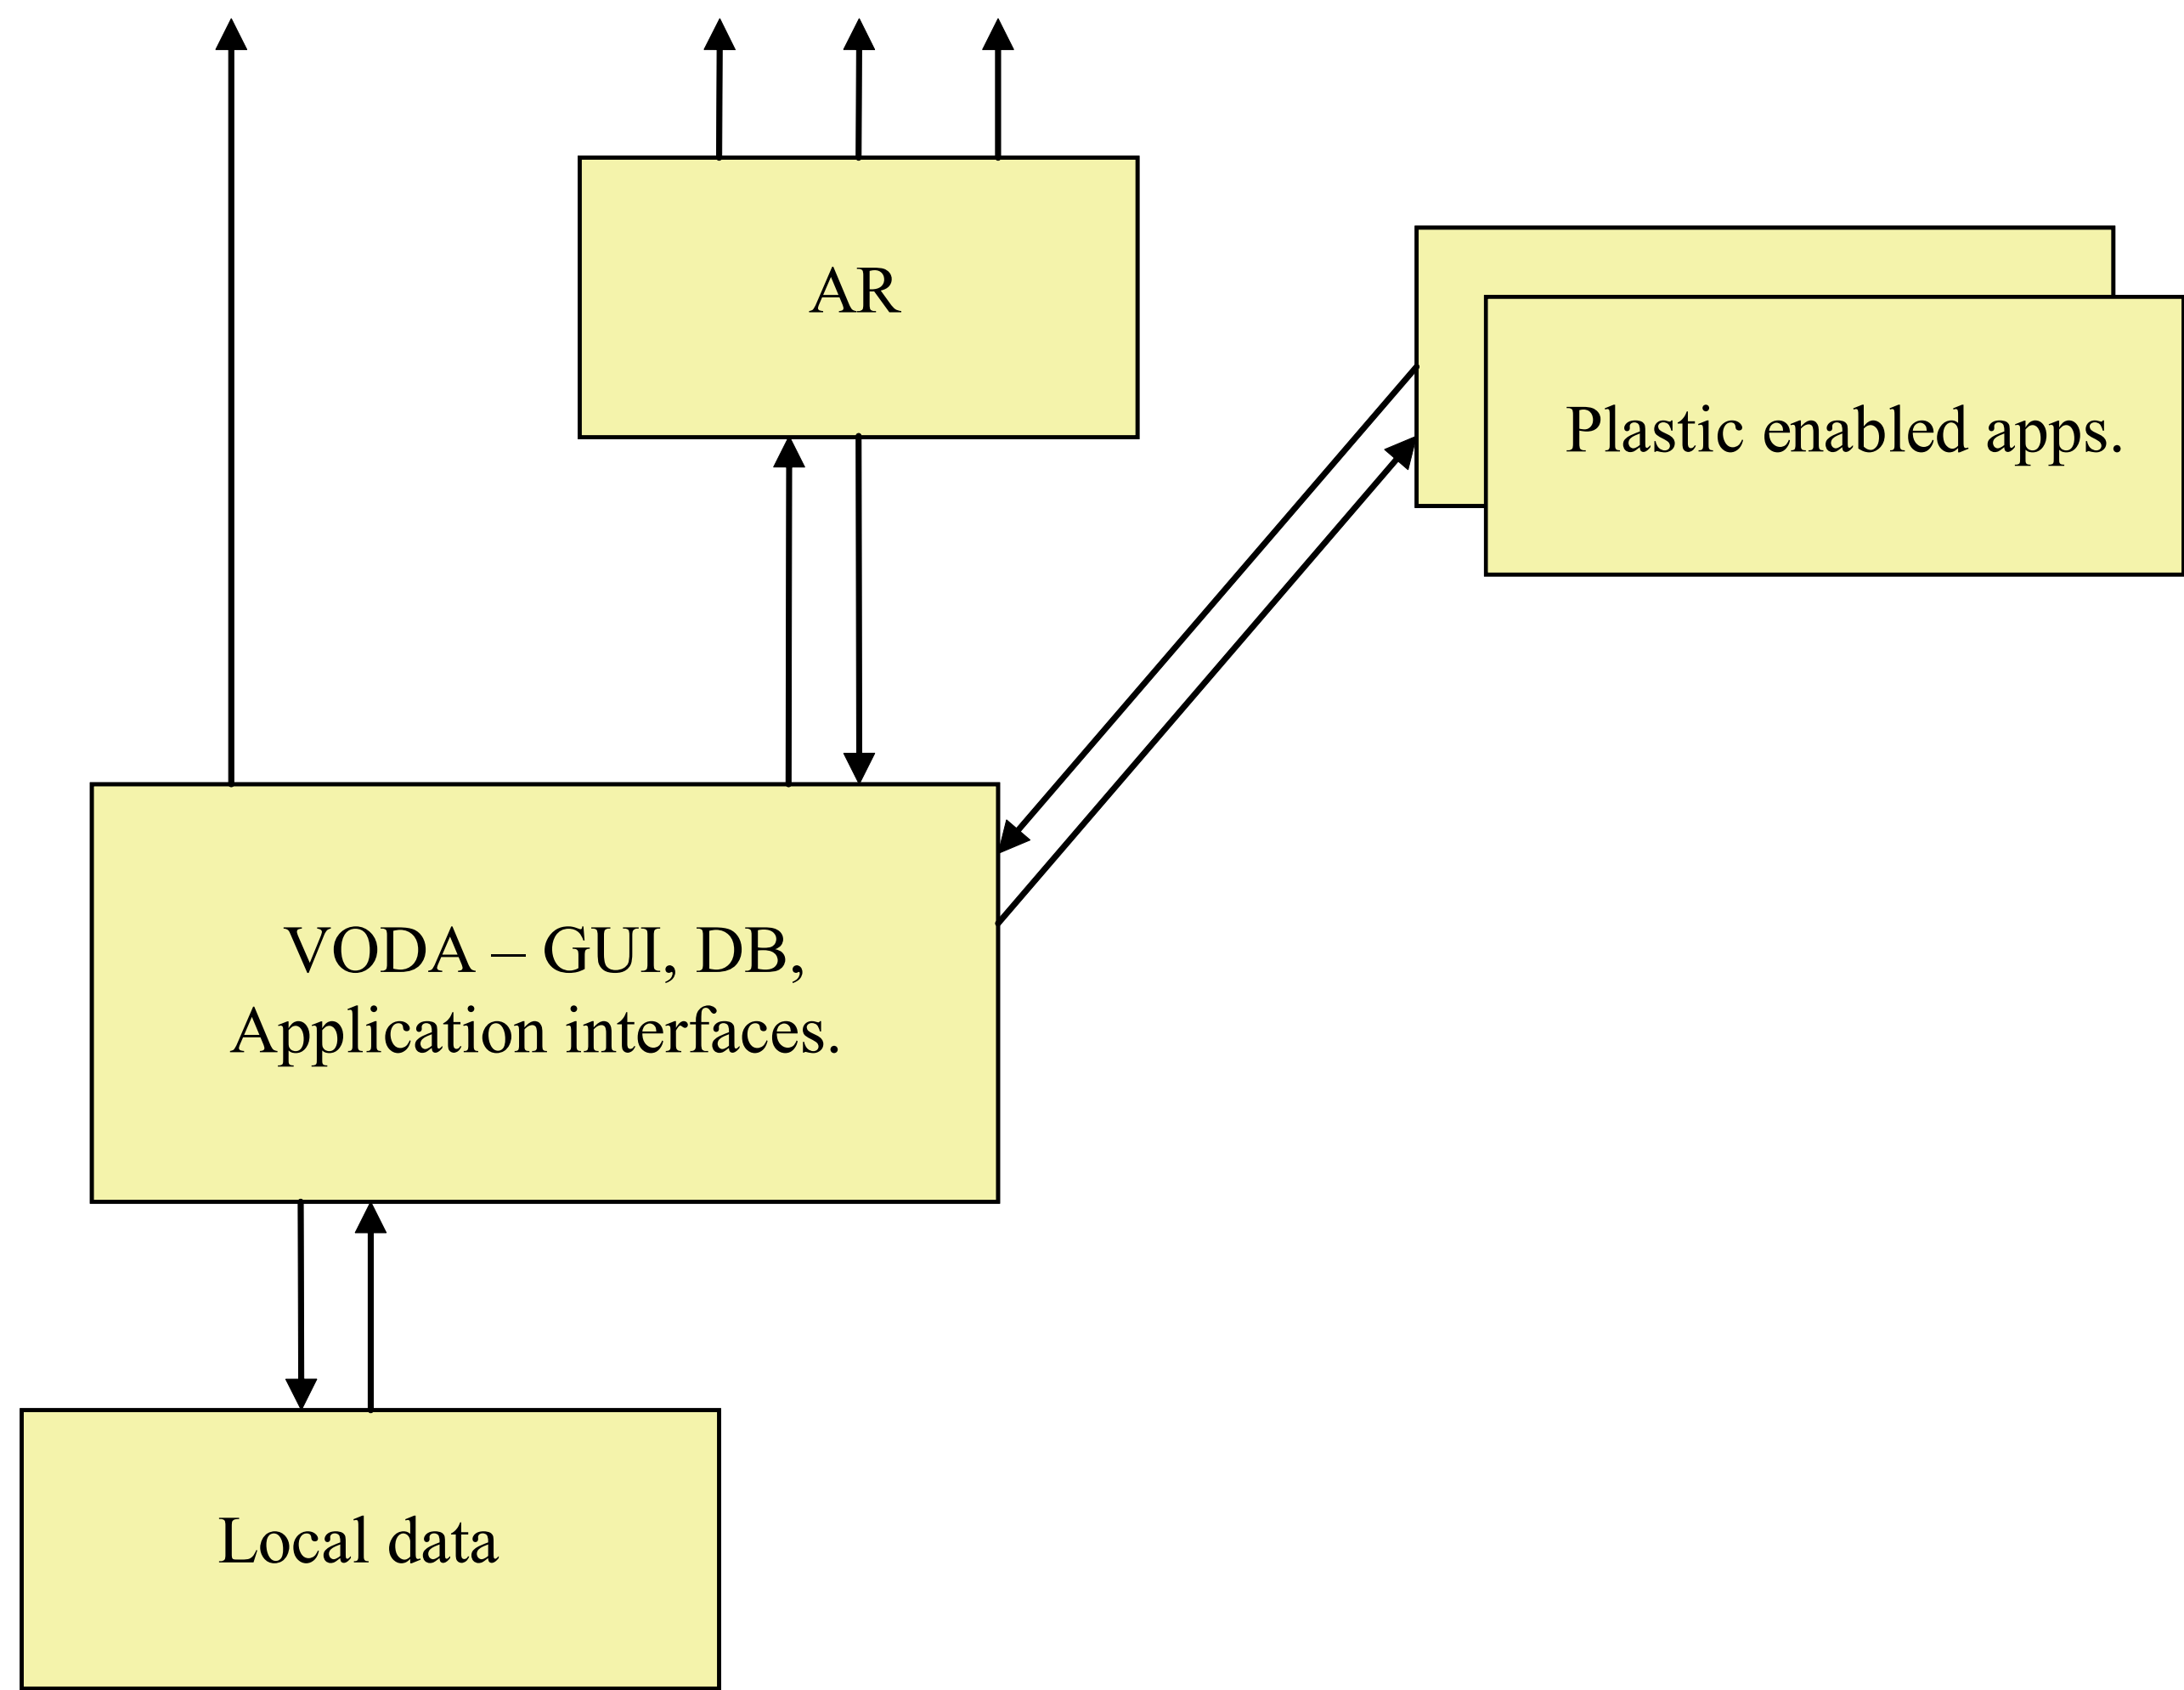 AR
Plastic enabled apps.
VODA – GUI, DB,
Application interfaces.
Local data